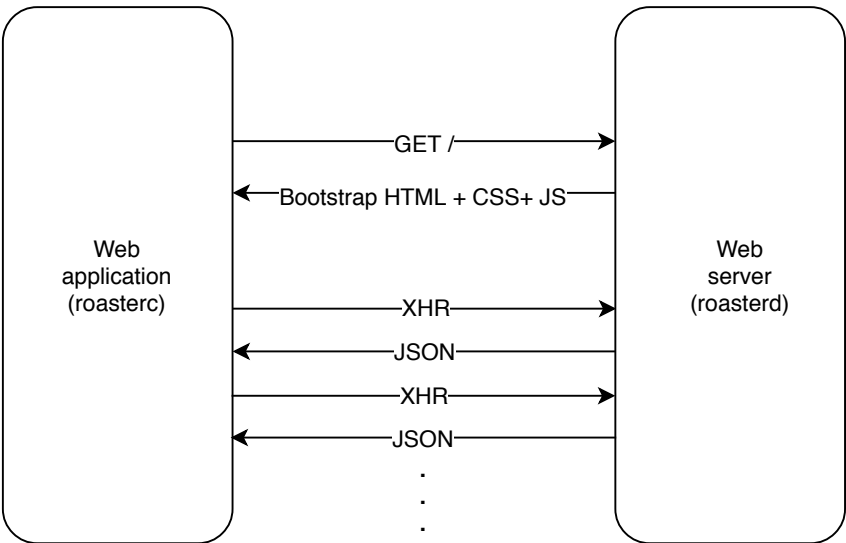 GET /
Bootstrap HTML + CSS+ JS
Web
application
(roasterc)
Web
server
(roasterd)
XHR
JSON
XHR
JSON
.
.
.